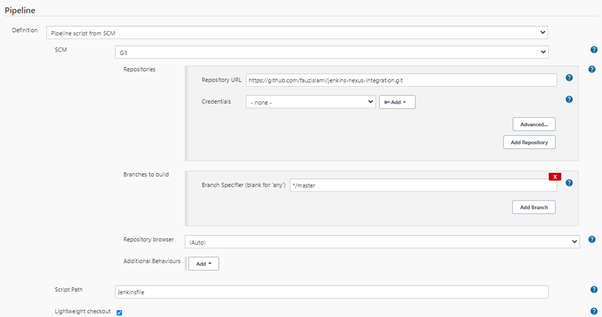 Pipeline
Definition
Pipeline script from SCM
SCM
Git
Repositories
Repository URL
https://github.com/fauzislami/jenkins-nexus-integration.git
Credentials
- none -
Add
Advanced...
Add Repository
Branches to build
X
Branch Specifier (blank for 'any')
*/master
Add Branch
Repository browser
(Auto)
Additional Behaviours
Add
Script Path
Jenkinsfile
Lightweight checkout